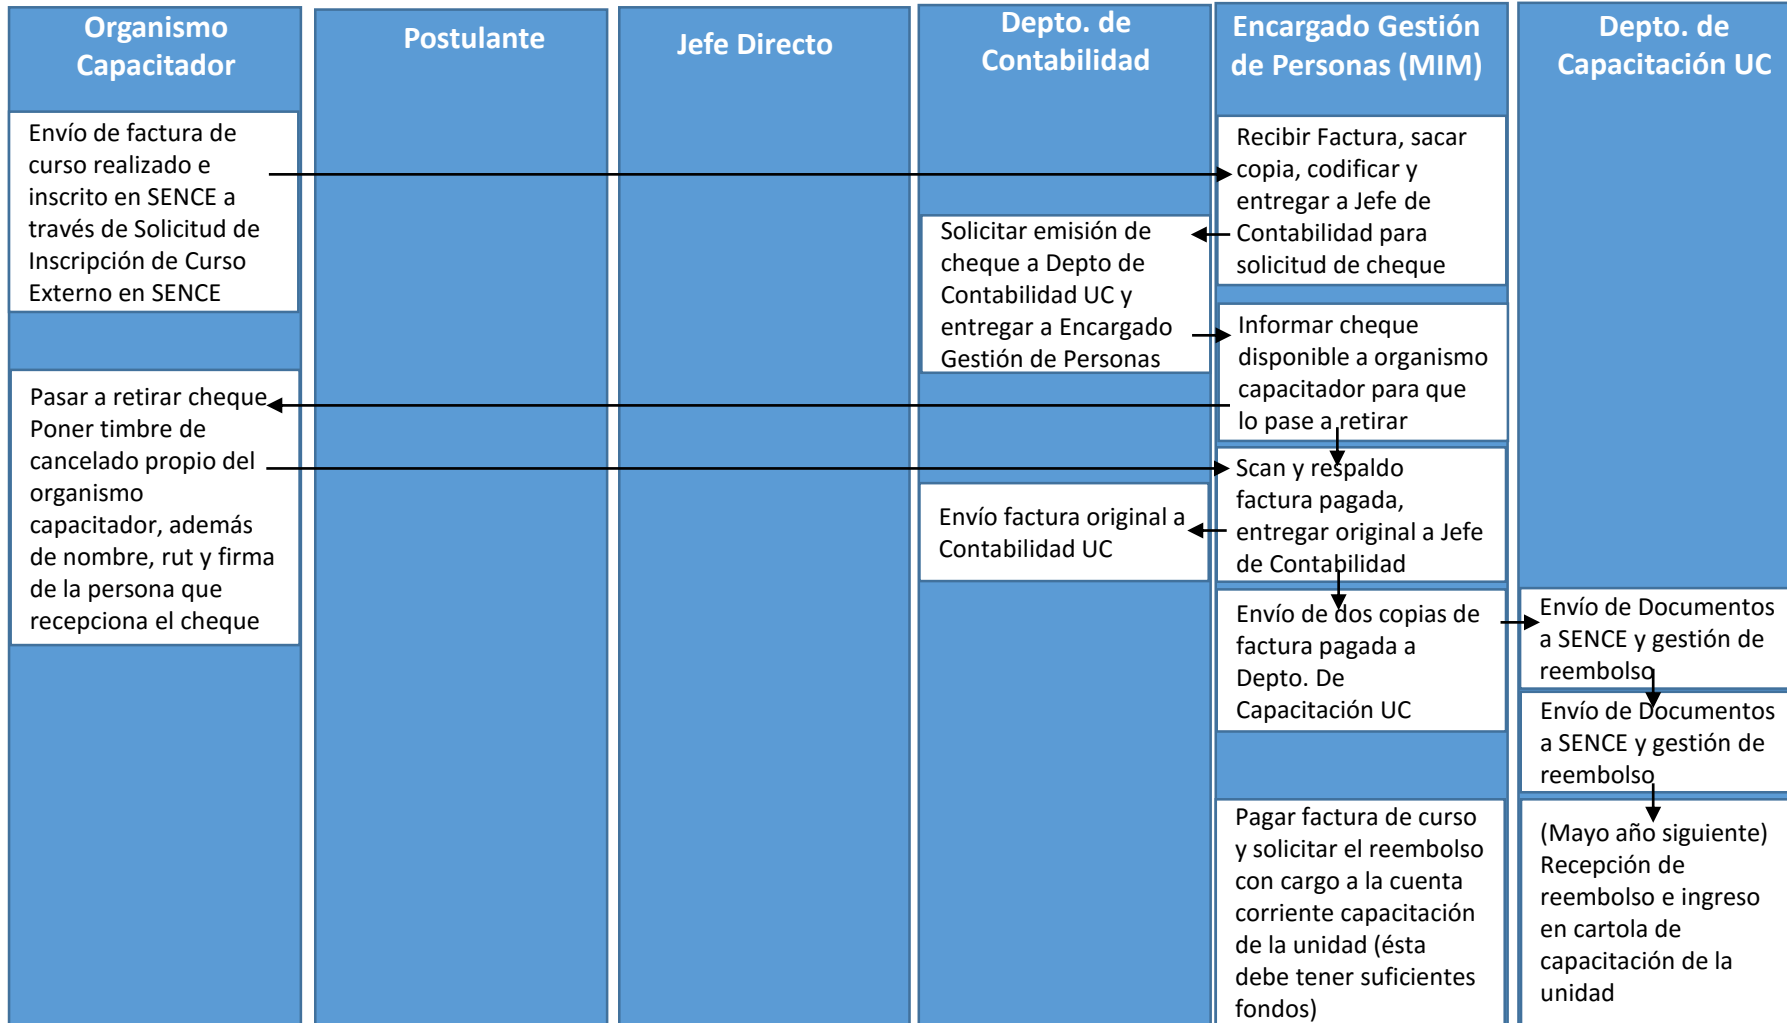 Organismo
Capacitador
Postulante
Jefe Directo
Depto. de
Contabilidad
Encargado Gestión
de Personas (MIM)
Depto. de
Capacitación UC
Envío de factura de
curso realizado e
inscrito en SENCE a
través de Solicitud de
Inscripción de Curso
Externo en SENCE
Recibir Factura, sacar
copia, codificar y
entregar a Jefe de
Contabilidad para
solicitud de cheque
Solicitar emisión de
cheque a Depto de
Contabilidad UC y
entregar a Encargado
Gestión de Personas
Informar cheque
disponible a organismo
capacitador para que
lo pase a retirar
Pasar a retirar cheque
Poner timbre de
cancelado propio del
organismo
capacitador, además
de nombre, rut y firma
de la persona que
recepciona el cheque
Scan y respaldo
factura pagada,
entregar original a Jefe
de Contabilidad
Envío factura original a
Contabilidad UC
Envío de dos copias de
factura pagada a
Depto. De
Capacitación UC
Envío de Documentos
a SENCE y gestión de
reembolso
Envío de Documentos
a SENCE y gestión de
reembolso
Pagar factura de curso
y solicitar el reembolso
con cargo a la cuenta
corriente capacitación
de la unidad (ésta
debe tener suficientes
fondos)
(Mayo año siguiente)
Recepción de
reembolso e ingreso
en cartola de
capacitación de la
unidad